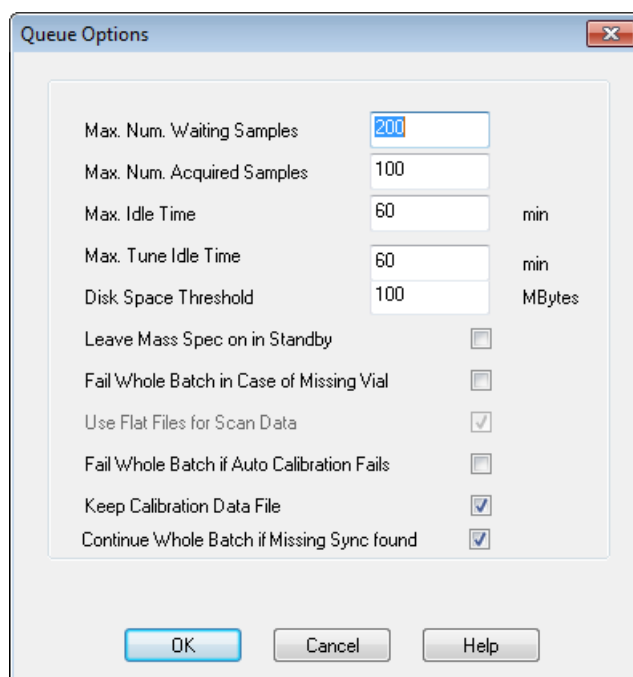 Queue Options
Max. Num. Waiting Samples 200
Max. Num. Acquired Samples 100
Max. Idle Time 60 min
Max. Tune Idle Time 60 min
Disk Space Threshold 100 MBytes
Leave Mass Spec on in Standby
Fail Whole Batch in Case of Missing Vial
Use Flat Files for Scan Data
Fail Whole Batch if Auto Calibration Fails
Keep Calibration Data File
Continue Whole Batch if Missing Sync found
OK Cancel Help